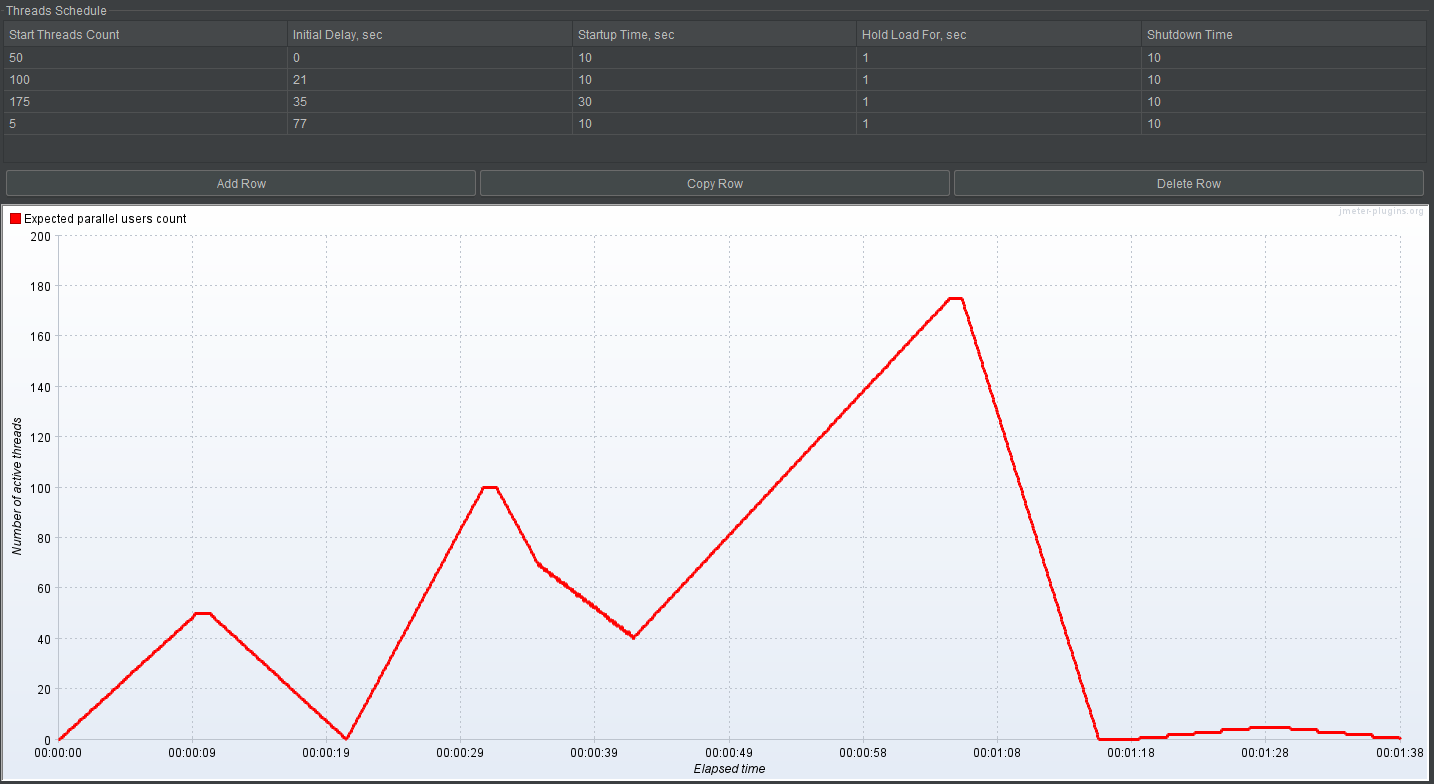 Threads Schedule
Start Threads Count Initial Delay, sec Startup Time, sec Hold Load For, sec Shutdown Time
50 0 10 1 10
100 21 10 1 10
175 35 30 1 10
5 77 10 1 10
Add Row Copy Row Delete Row
Expected parallel users count
jmeter-plugins.org
200
180
160
140
120
100
80
60
40
20
0
Number of active threads
00:00:00 00:00:09 00:00:19 00:00:29 00:00:39 00:00:49 00:00:58 00:01:08 00:01:18 00:01:28 00:01:38
Elapsed time